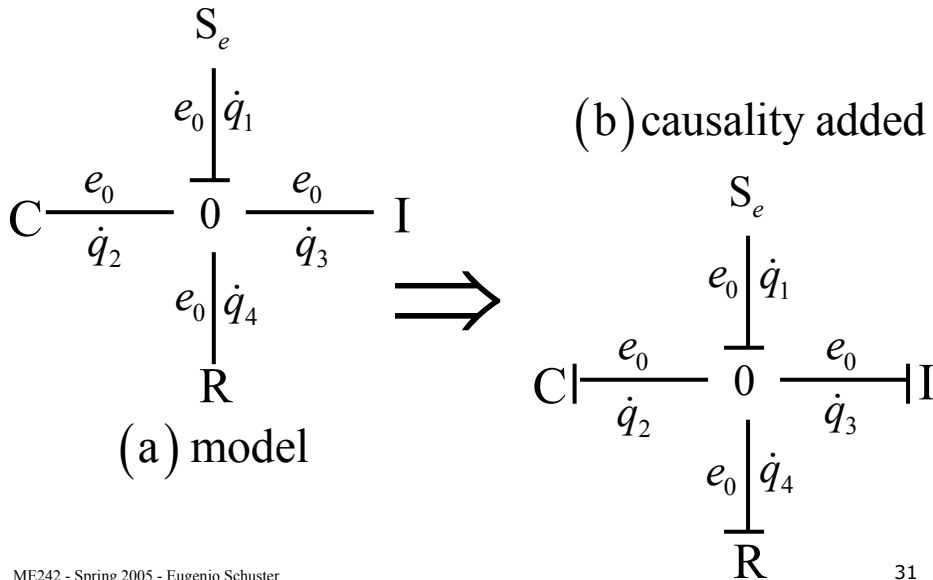 S_e
e_0 q̇_1
C e_0 q̇_2 0 e_0 q̇_3 I
e_0 q̇_4
R
(a) model
⇒
(b) causality added
S_e
e_0 q̇_1
C e_0 q̇_2 0 e_0 q̇_3 I
e_0 q̇_4
R
ME242 - Spring 2005 - Eugenio Schuster
31